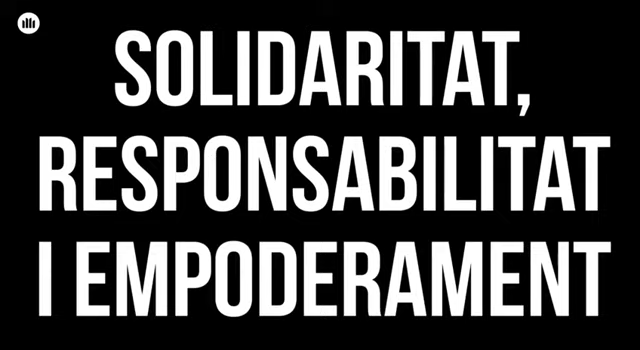 SOLIDARITAT,
RESPONSABILITAT
I EMPODERAMENT